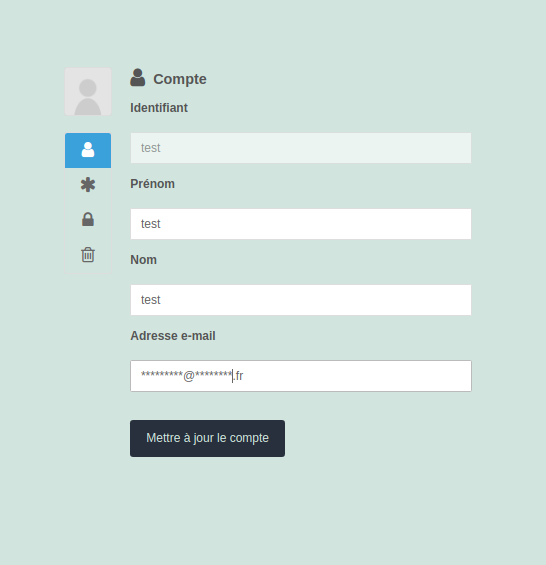 Compte
Identifiant
test
Prénom
test
Nom
test
Adresse e-mail
*********@********.fr
Mettre à jour le compte